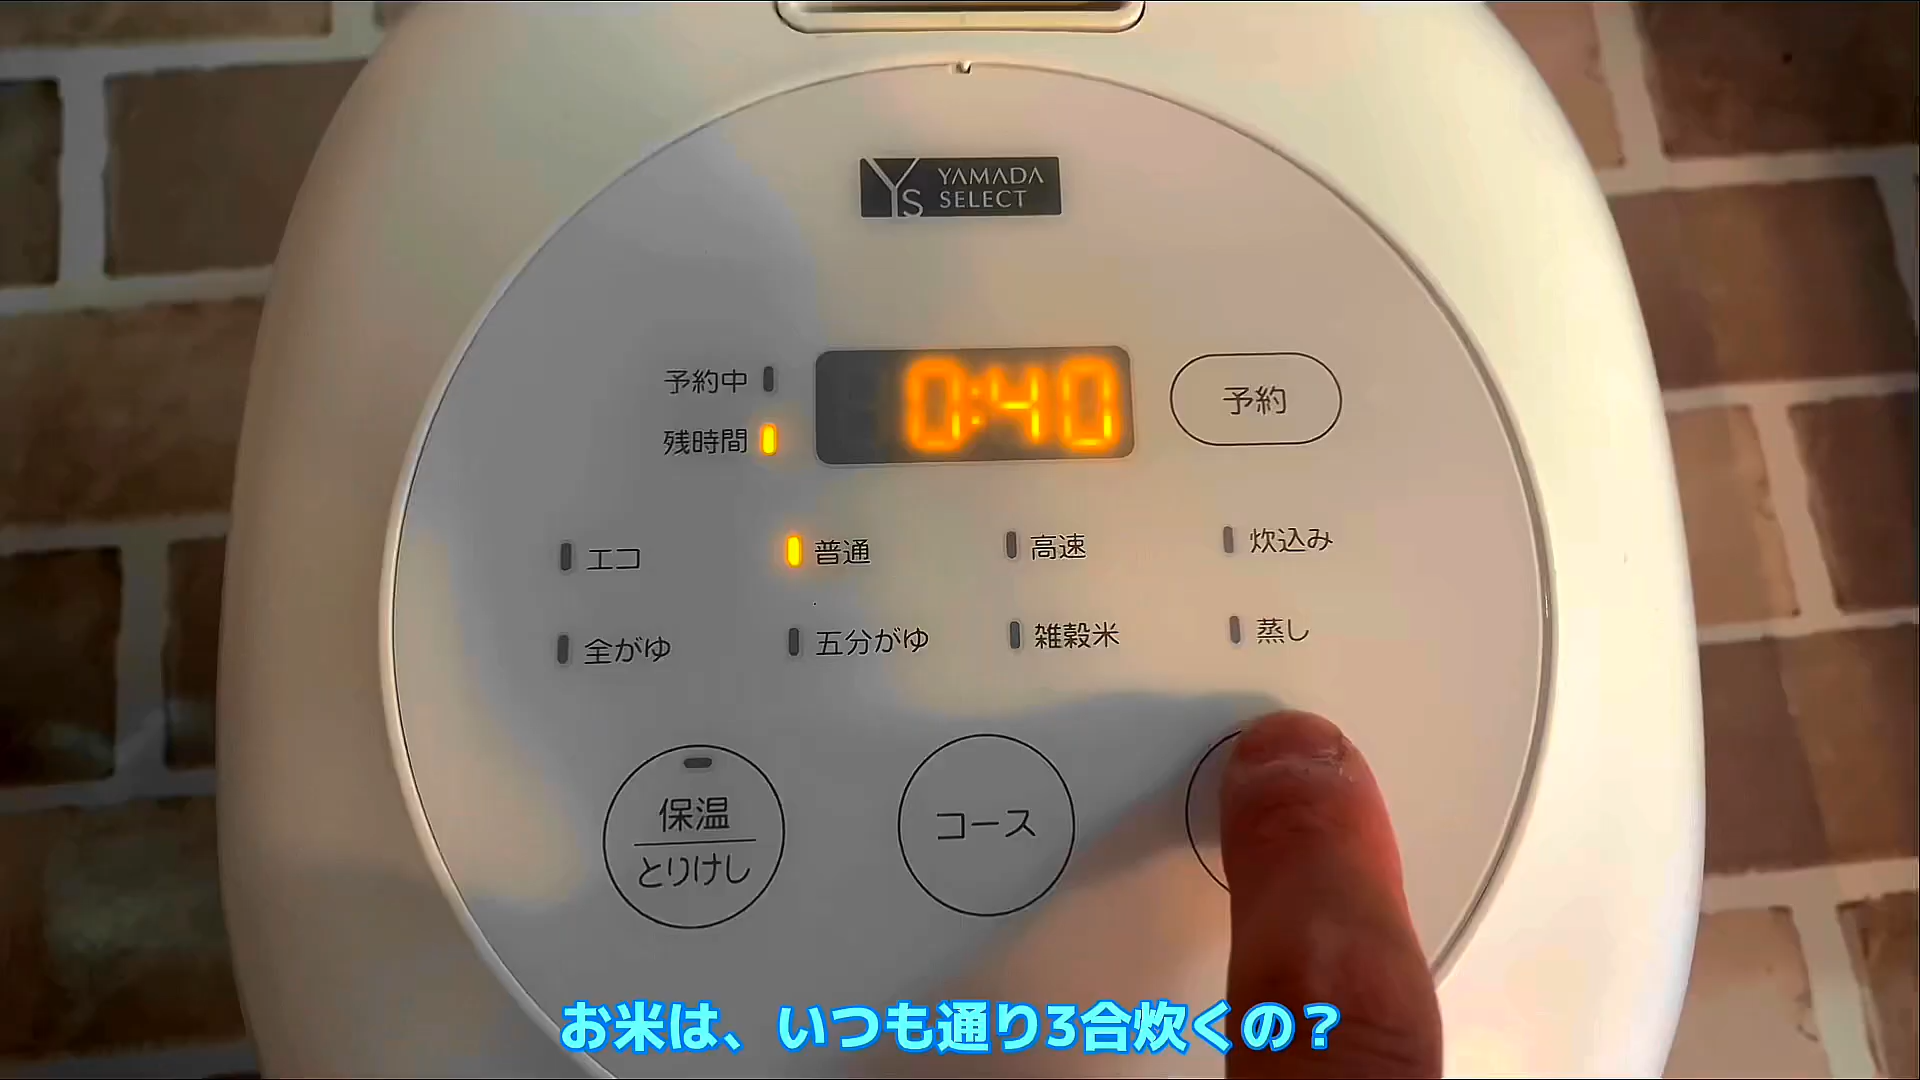 YS YAMADA
SELECT
予約中
0:40
予約
残時間
エコ
普通
高速
炊込み
全がゆ
五分がゆ
雑穀米
蒸し
保温
とりけし
コース
お米は、いつも通り3合炊くの？